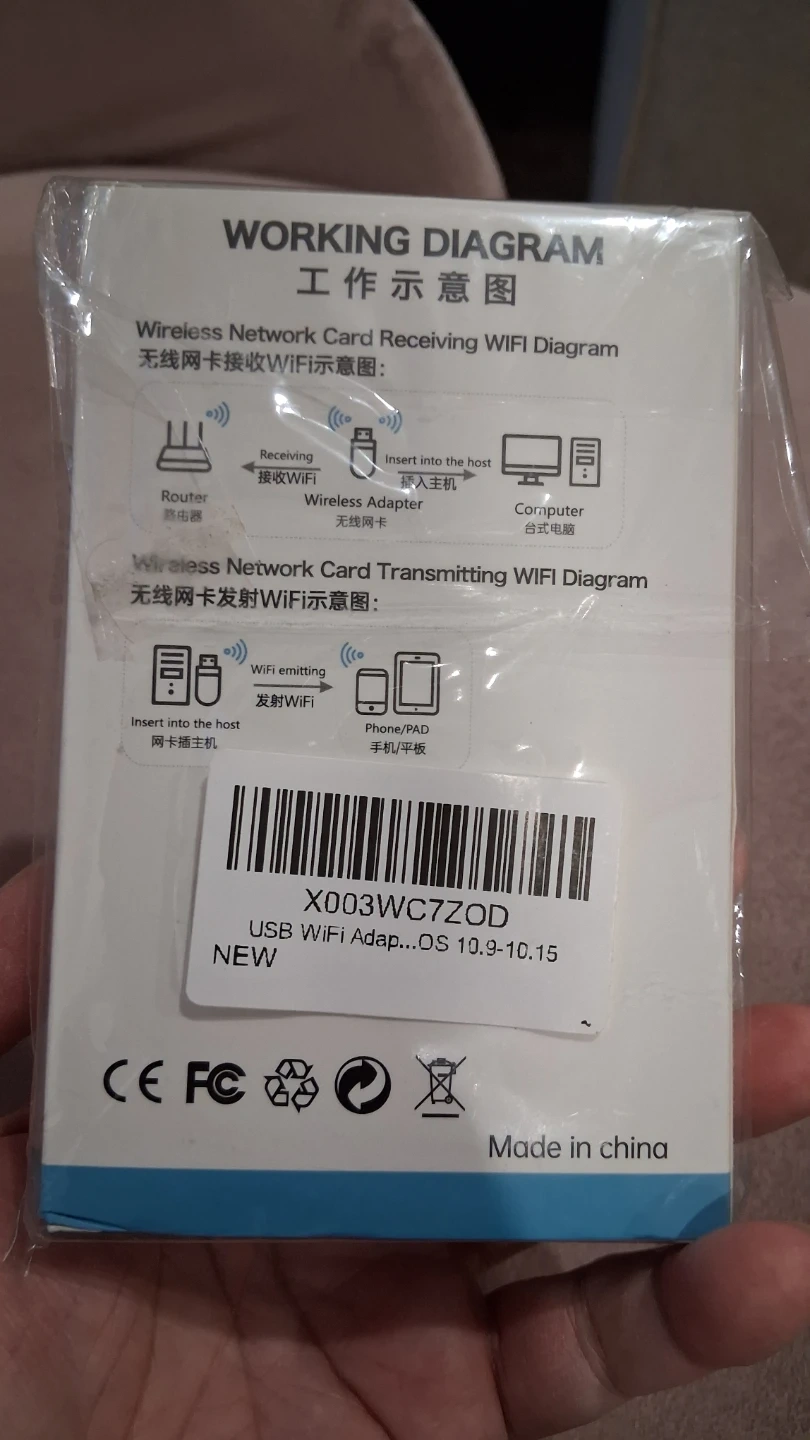 WORKING DIAGRAM
工作示意图
Wireless Network Card Receiving WIFI Diagram
无线网卡接收WiFi示意图:
Receiving
接收WiFi
Insert into the host
插入主机
Router
路由器
Wireless Adapter
无线网卡
Computer
台式电脑
Wireless Network Card Transmitting WIFI Diagram
无线网卡发射WiFi示意图:
WiFi emitting
发射WiFi
Insert into the host
网卡插主机
Phone/PAD
手机/平板
X003WC7ZOD
USB WiFi Adap...OS 10.9-10.15
NEW
CE FC
Made in china